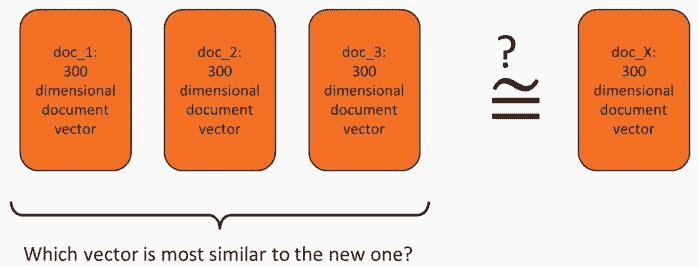 doc_1:
300
dimensional
document
vector
doc_2:
300
dimensional
document
vector
doc_3:
300
dimensional
document
vector
?
≅
doc_X:
300
dimensional
document
vector
Which vector is most similar to the new one?